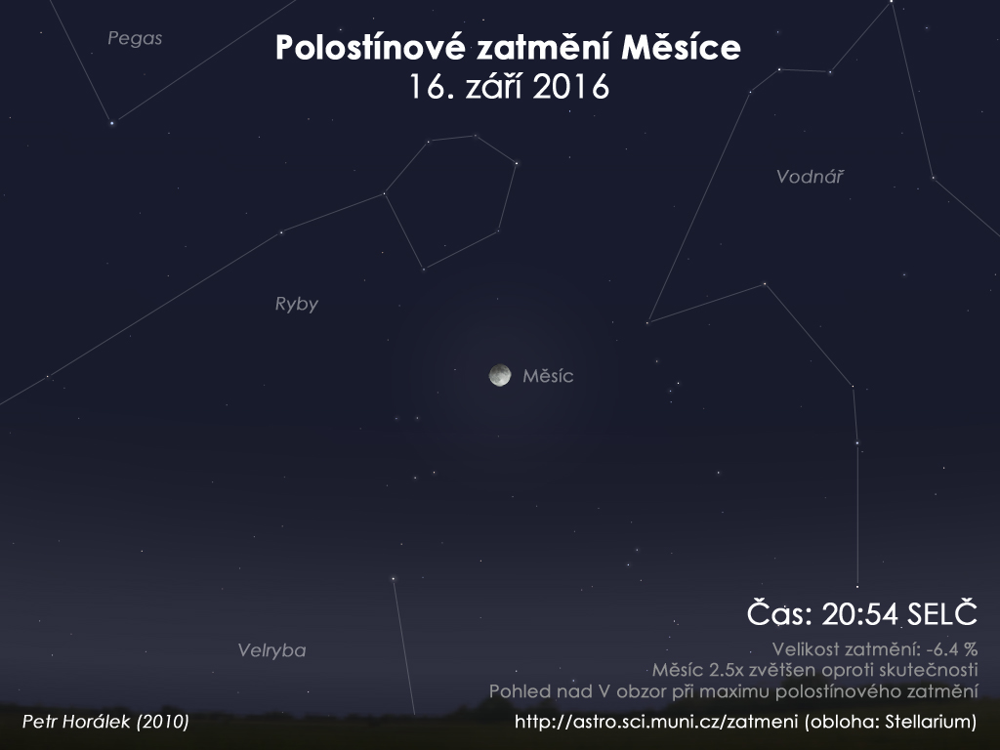 Pegas
Polostínové zatmění Měsíce
16. září 2016
Vodnář
Ryby
Měsíc
Čas: 20:54 SELČ
Velryba
Velikost zatmění: -6.4 %
Měsíc 2.5x zvětšen oproti skutečnosti
Pohled nad V obzor při maximu polostínového zatmění
Petr Horálek (2010)
http://astro.sci.muni.cz/zatmeni (obloha: Stellarium)